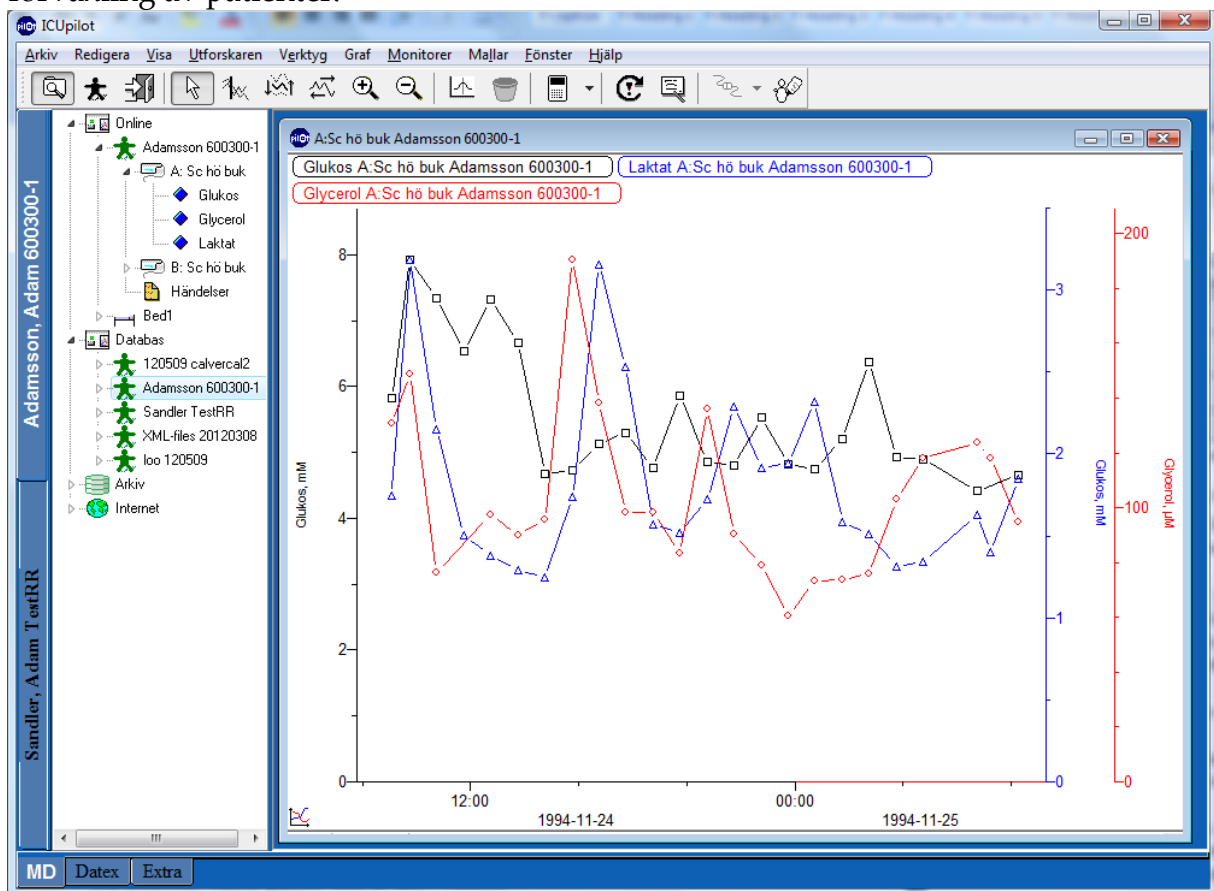 förväxling av patienter.
ICUpilot
Arkiv Redigera Visa Utforskaren Verktyg Graf Monitorer Mallar Fönster Hjälp
Adamsson, Adam 600300-1
Sandler, Adam TestRR
Online
Adamsson 600300-1
A: Sc hö buk
Glukos
Glycerol
Laktat
B: Sc hö buk
Händelser
Bed1
Databas
120509 calvercal2
Adamsson 600300-1
Sandler TestRR
XML-files 20120308
loo 120509
Arkiv
Internet
A:Sc hö buk Adamsson 600300-1
Glukos A:Sc hö buk Adamsson 600300-1 Laktat A:Sc hö buk Adamsson 600300-1
Glycerol A:Sc hö buk Adamsson 600300-1
Glukos, mM
8
6
4
2
0
12:00 00:00
1994-11-24 1994-11-25
3
2
1
0
Glukos, mM
200
100
0
Glycerol, µM
MD Datex Extra